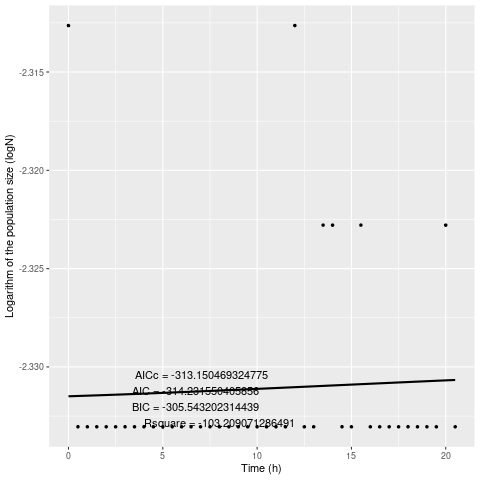 -2.315
-2.320
-2.325
-2.330
Logarithm of the population size (logN)
AICc = -313.150469324775
AIC = -314.231550405856
BIC = -305.543202314439
Rsquare = -103.209071286491
0
5
10
15
20
Time (h)